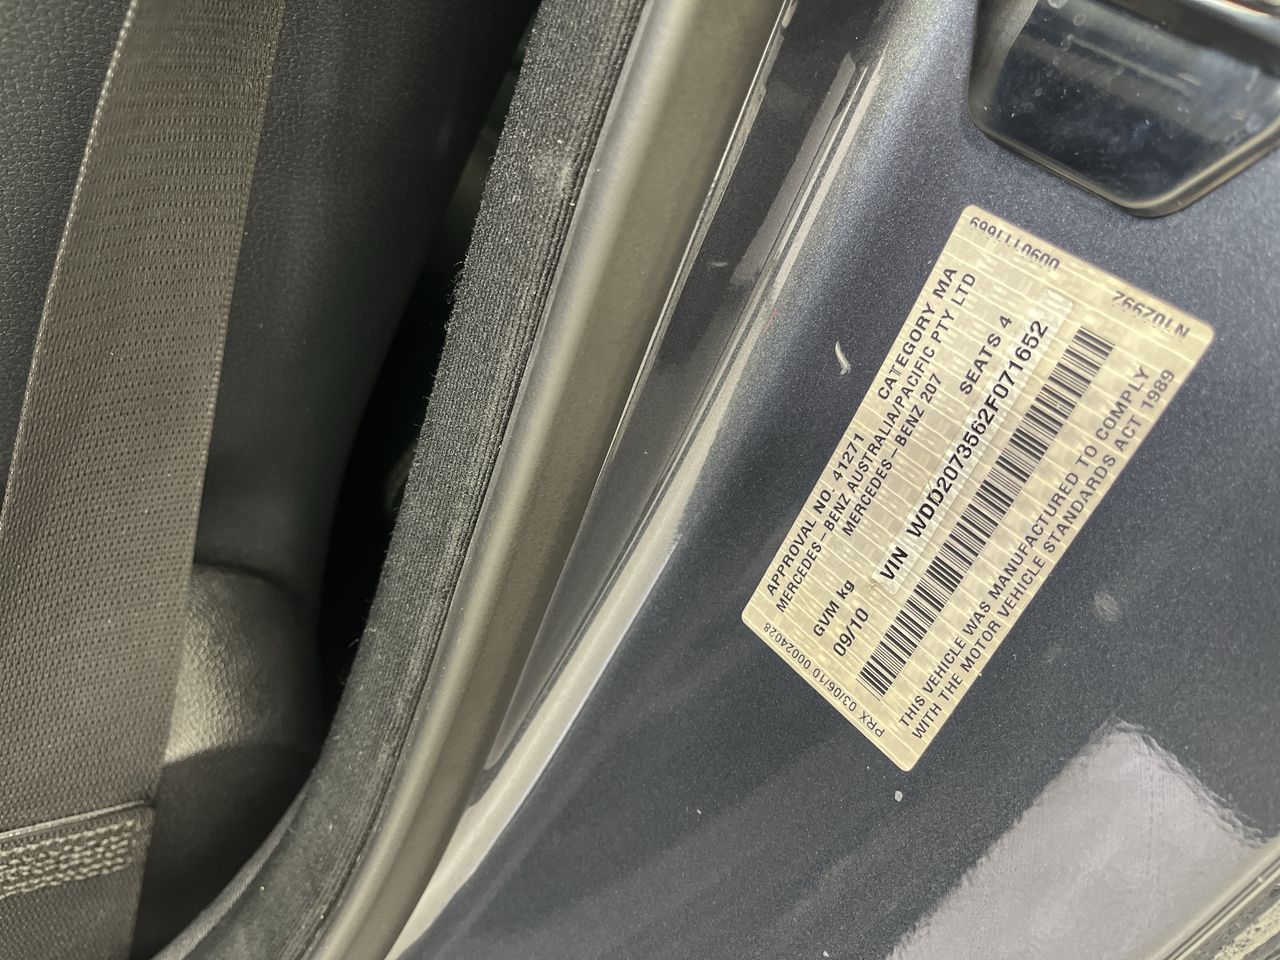 APPROVAL NO. 41271 CATEGORY MA
MERCEDES-BENZ AUSTRALIA/PACIFIC PTY LTD
MERCEDES-BENZ 207
GVM kg SEATS 4
09/10 VIN WDD2073562F071652
THIS VEHICLE WAS MANUFACTURED TO COMPLY
WITH THE MOTOR VEHICLE STANDARDS ACT 1989
PRX 03/06/10 00024028
N10Z992 0090111669